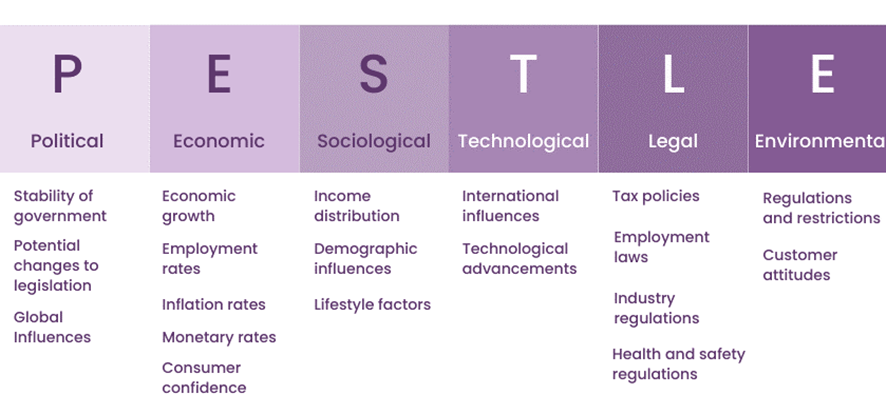 P
E
S
T
L
E
Political
Economic
Sociological
Technological
Legal
Environmenta
Stability of
government
Potential
changes to
legislation
Global
Influences
Economic
growth
Employment
rates
Inflation rates
Monetary rates
Consumer
confidence
Income
distribution
Demographic
influences
Lifestyle factors
International
influences
Technological
advancements
Tax policies
Employment
laws
Industry
regulations
Health and safety
regulations
Regulations
and restrictions
Customer
attitudes